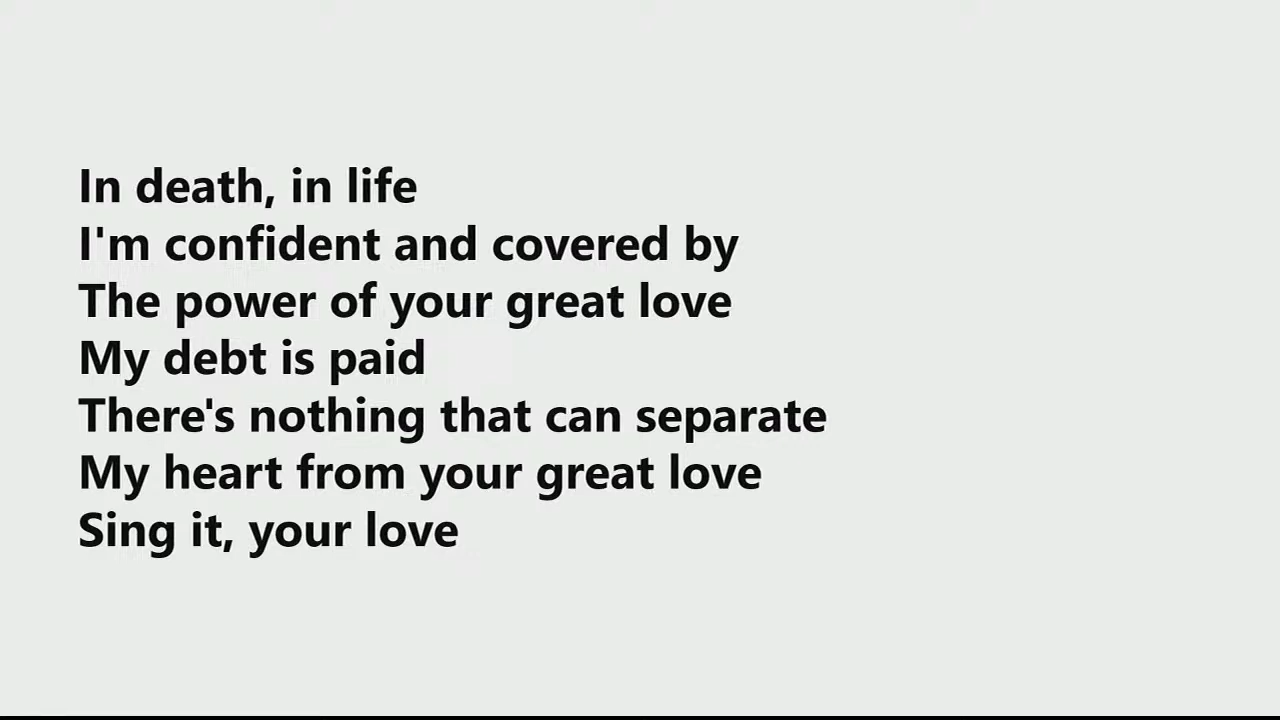 In death, in life
I'm confident and covered by
The power of your great love
My debt is paid
There's nothing that can separate
My heart from your great love
Sing it, your love